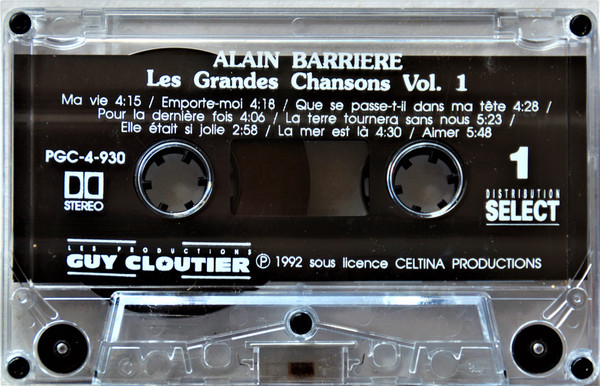 ALAIN BARRIERE
Les Grandes Chansons Vol. 1
Ma vie 4:15 / Emporte-moi 4:18 / Que se passe-t-il dans ma tête 4:28 /
Pour la dernière fois 4:06 / La terre tournera sans nous 5:23 /
Elle était si jolie 2:58 / La mer est là 4:30 / Aimer 5:48
PGC-4-930
1
STEREO
DISTRIBUTION
SELECT
LES PRODUCTIONS
GUY CLOUTIER
Ⓟ 1992 sous licence CELTINA PRODUCTIONS